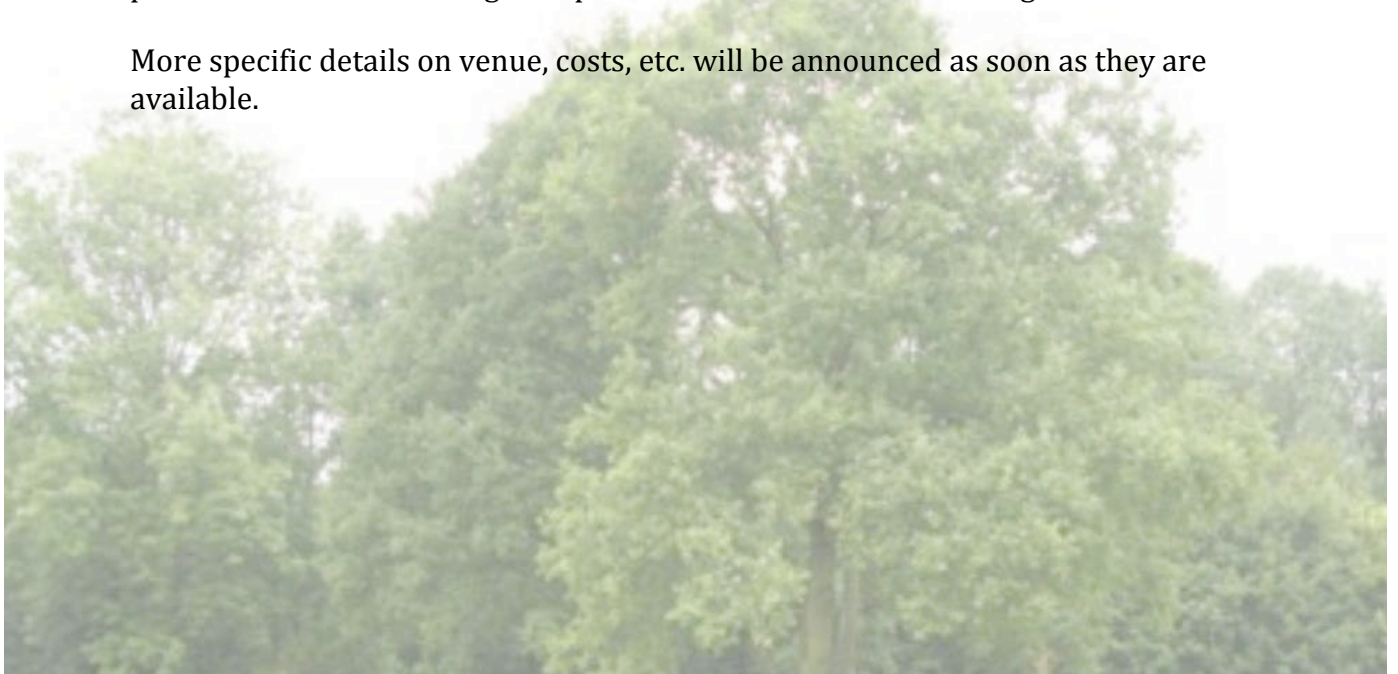 More specific details on venue, costs, etc. will be announced as soon as they are
available.